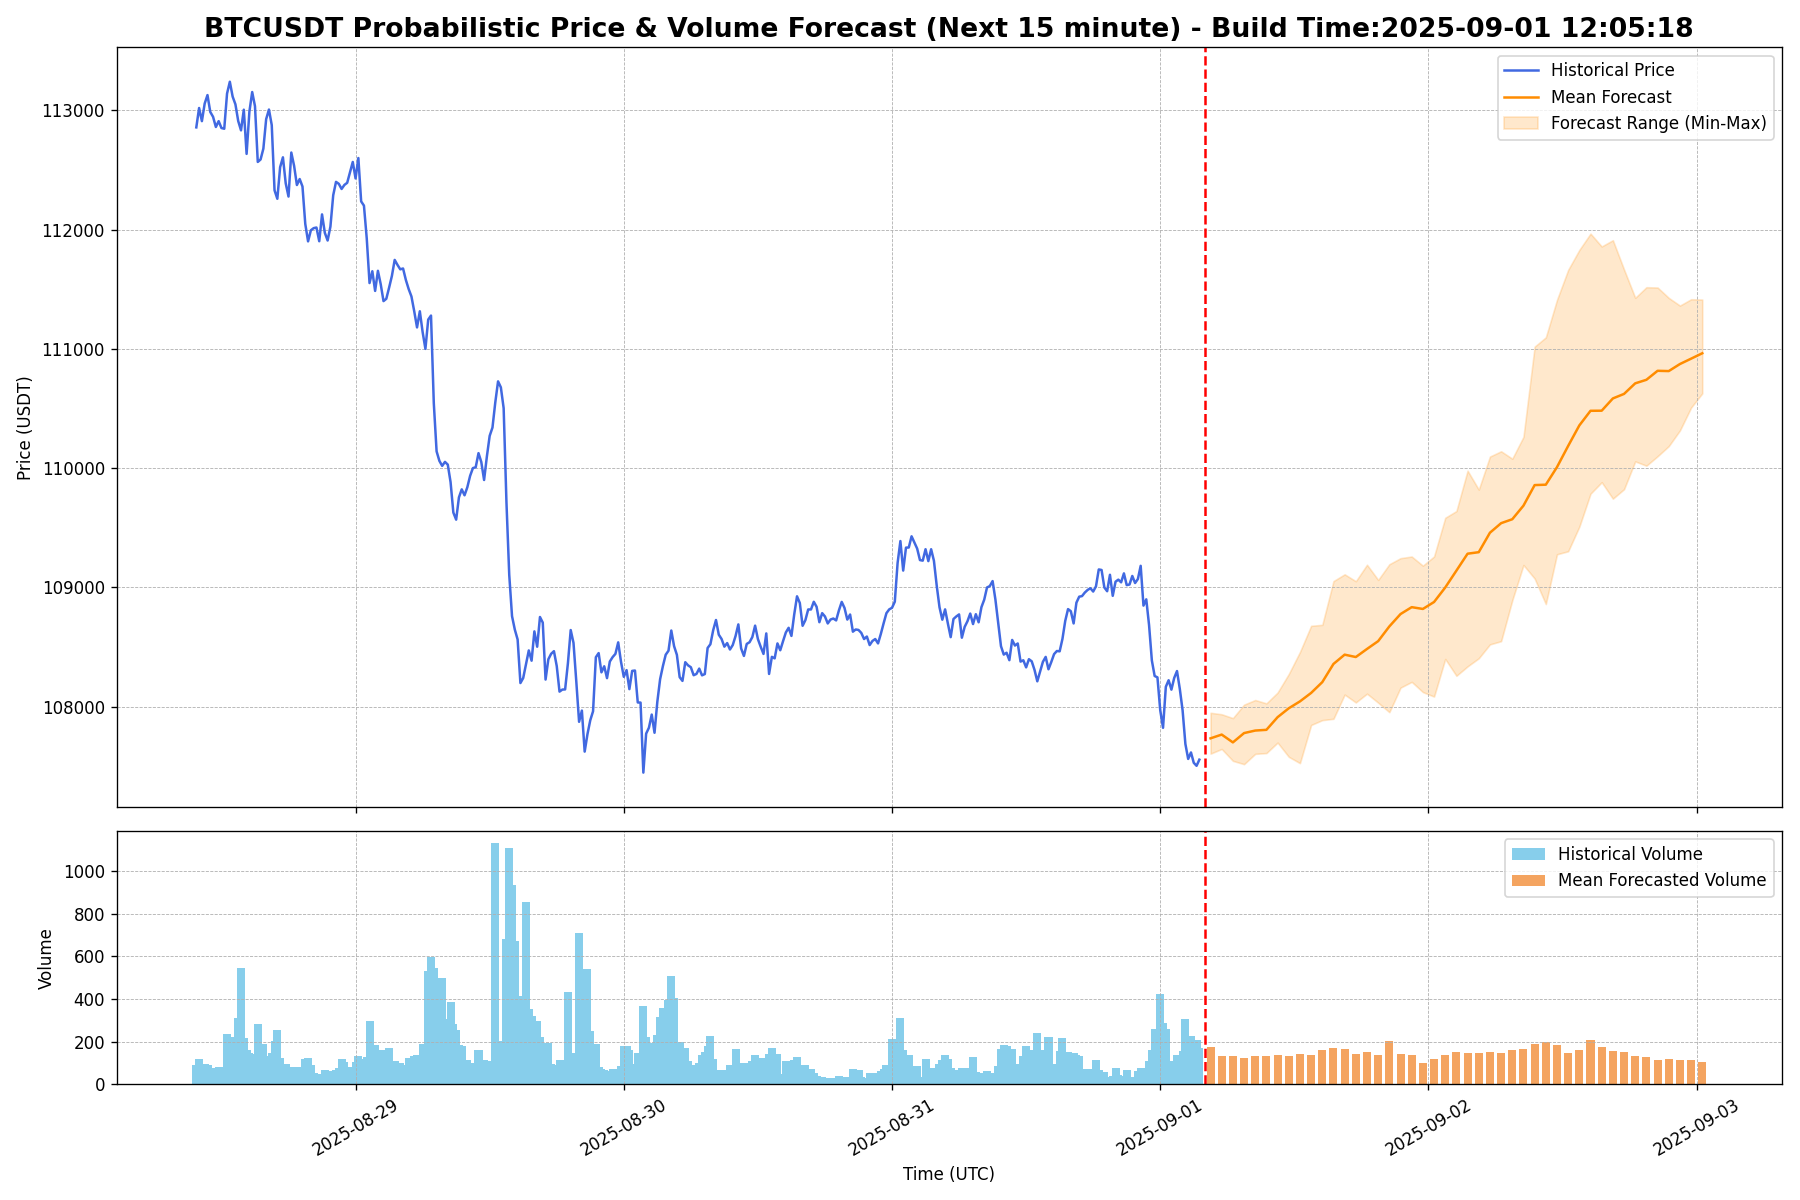 BTCUSDT Probabilistic Price & Volume Forecast (Next 15 minute) - Build Time:2025-09-01 12:05:18
Historical Price
Mean Forecast
Forecast Range (Min-Max)
Price (USDT)
113000
112000
111000
110000
109000
108000
Historical Volume
Mean Forecasted Volume
Volume
1000
800
600
400
200
0
2025-08-29
2025-08-30
2025-08-31
2025-09-01
2025-09-02
2025-09-03
Time (UTC)